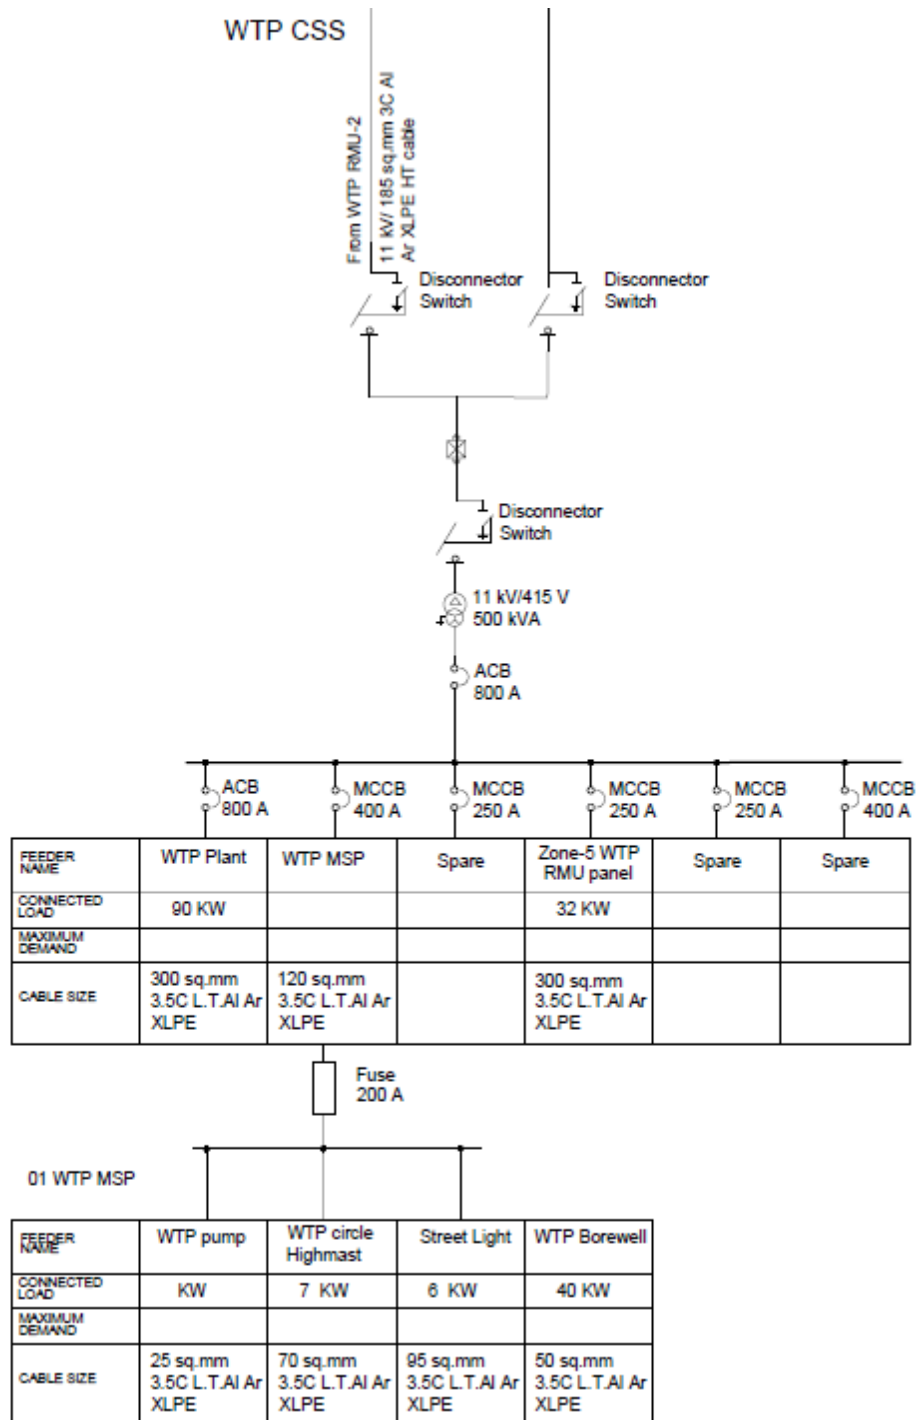 WTP CSS
From WTP RMU-2
11 kV/ 185 sq.mm 3C Al
Ar XLPE HT cable
Disconnector
Switch
Disconnector
Switch
Disconnector
Switch
11 kV/415 V
500 kVA
ACB
800 A
ACB
800 A
MCCB
400 A
MCCB
250 A
MCCB
250 A
MCCB
250 A
MCCB
400 A
FEEDER
NAME
WTP Plant
WTP MSP
Spare
Zone-5 WTP
RMU panel
Spare
Spare
CONNECTED
LOAD
90 KW
32 KW
MAXIMUM
DEMAND
CABLE SIZE
300 sq.mm
3.5C L.T.Al Ar
XLPE
120 sq.mm
3.5C L.T.Al Ar
XLPE
300 sq.mm
3.5C L.T.Al Ar
XLPE
Fuse
200 A
01 WTP MSP
FEEDER
NAME
WTP pump
WTP circle
Highmast
Street Light
WTP Borewell
CONNECTED
LOAD
KW
7 KW
6 KW
40 KW
MAXIMUM
DEMAND
CABLE SIZE
25 sq.mm
3.5C L.T.Al Ar
XLPE
70 sq.mm
3.5C L.T.Al Ar
XLPE
95 sq.mm
3.5C L.T.Al Ar
XLPE
50 sq.mm
3.5C L.T.Al Ar
XLPE